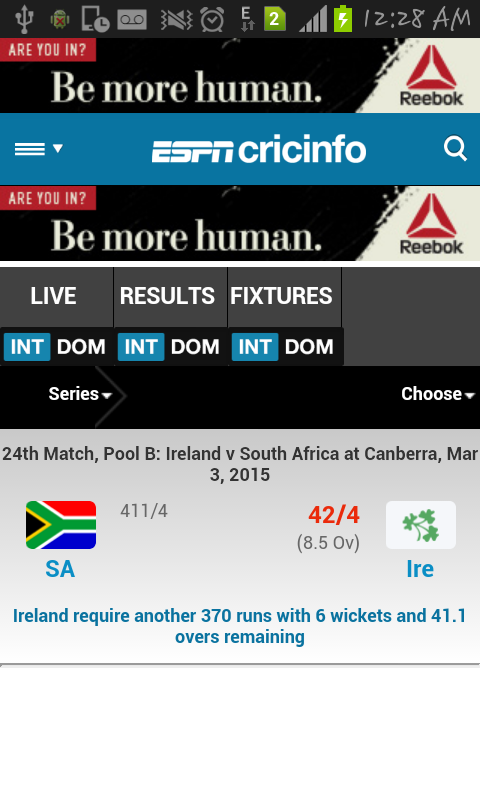 E 2 12:28 AM
ARE YOU IN?
Be more human.
Reebok
ESPN cricinfo
ARE YOU IN?
Be more human.
Reebok
LIVE RESULTS FIXTURES
INT DOM INT DOM INT DOM
Series Choose
24th Match, Pool B: Ireland v South Africa at Canberra, Mar
3, 2015
411/4 42/4
(8.5 Ov)
SA Ire
Ireland require another 370 runs with 6 wickets and 41.1
overs remaining